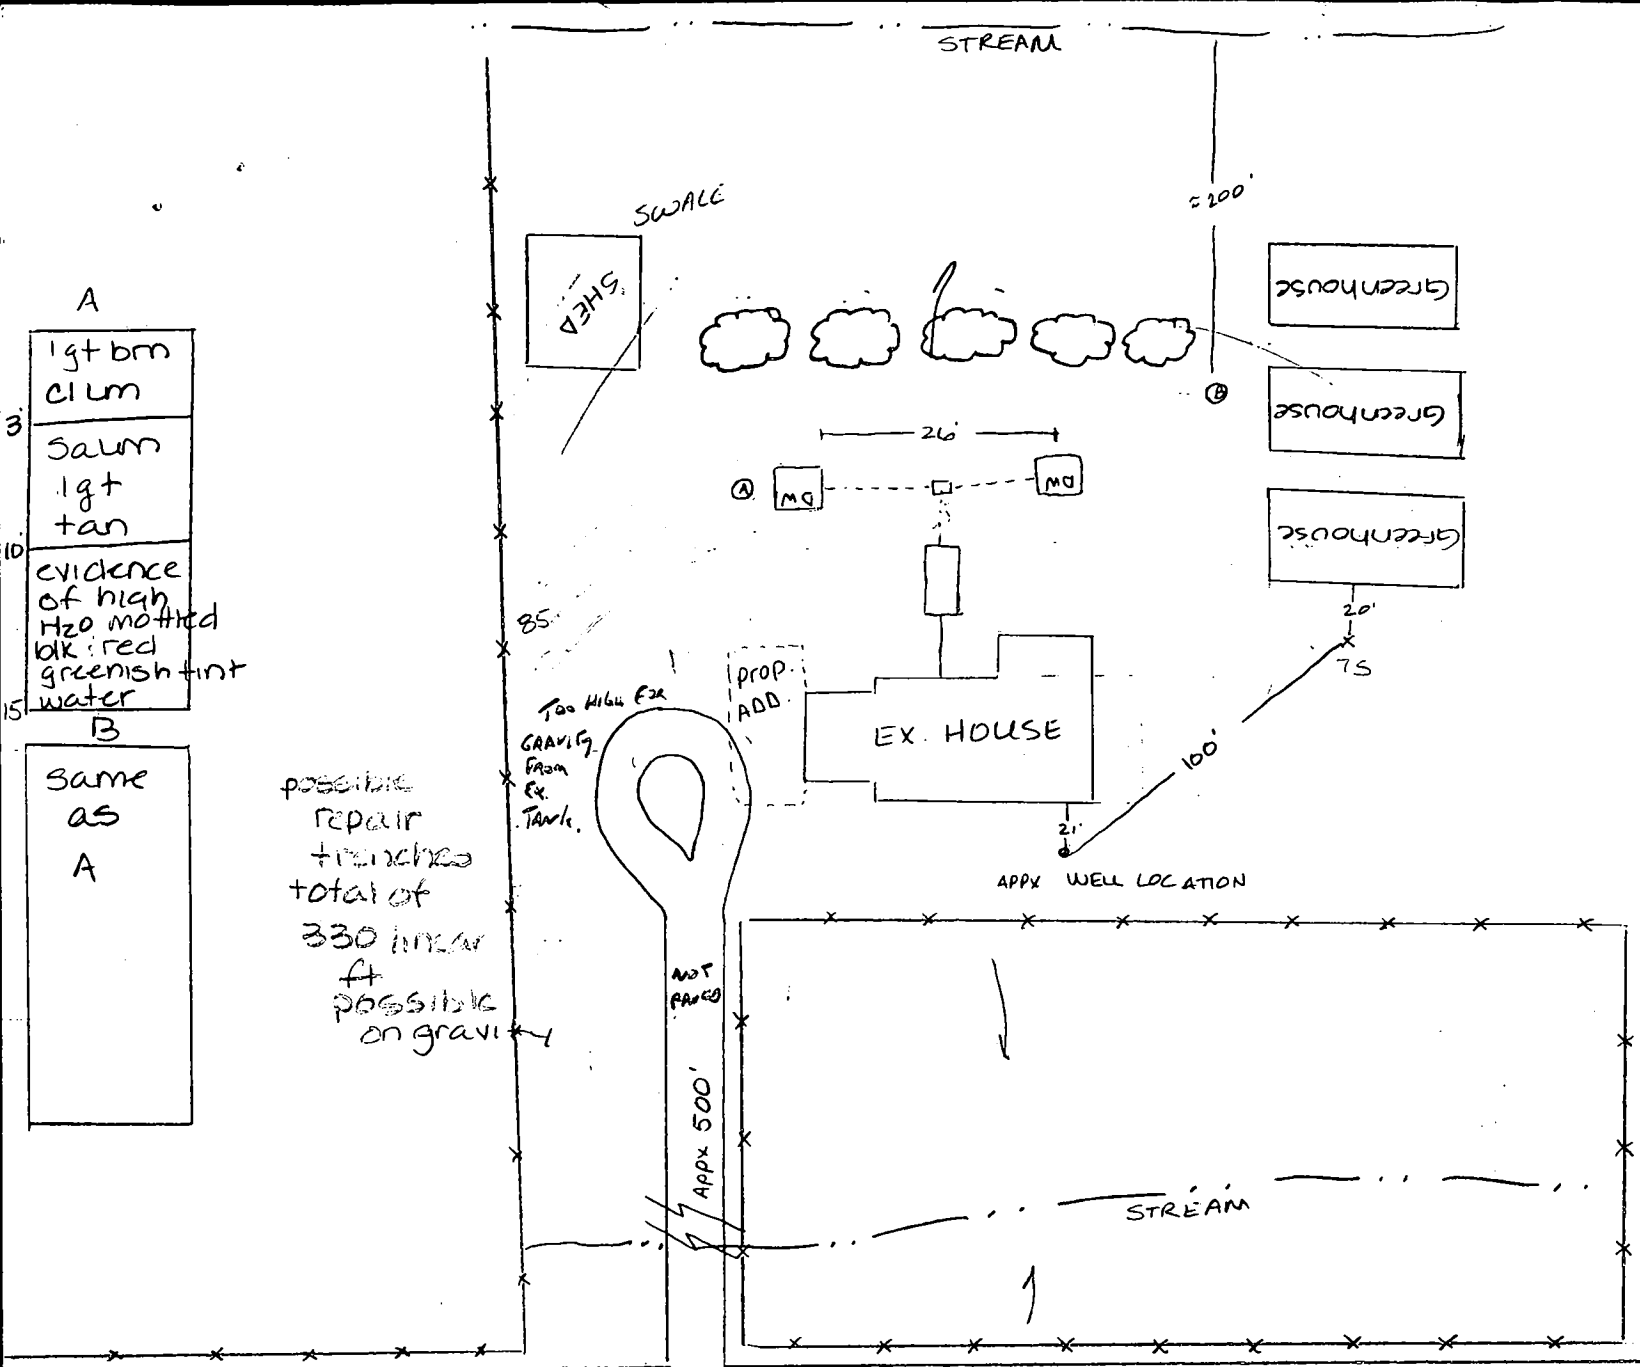 STREAM
≈200'
SWALE
SHED
Greenhouse
Greenhouse
Greenhouse
A
lgt brn
cl lm
3'
sa lm
lgt
tan
10'
evidence
of high
H2O mottled
blk : red
greenish tint
water
15'
B
same
as
A
B
26'
A
DW
DW
85
20'
75
100'
prop.
ADD.
EX. HOUSE
21'
APPX WELL LOCATION
TOO HIGH FOR
GRAVITY
FROM
EX.
TANK.
possible
repair
trenches
total of
330 linear
ft
possible
on gravity
NOT
PAVED
APPX 500'
STREAM